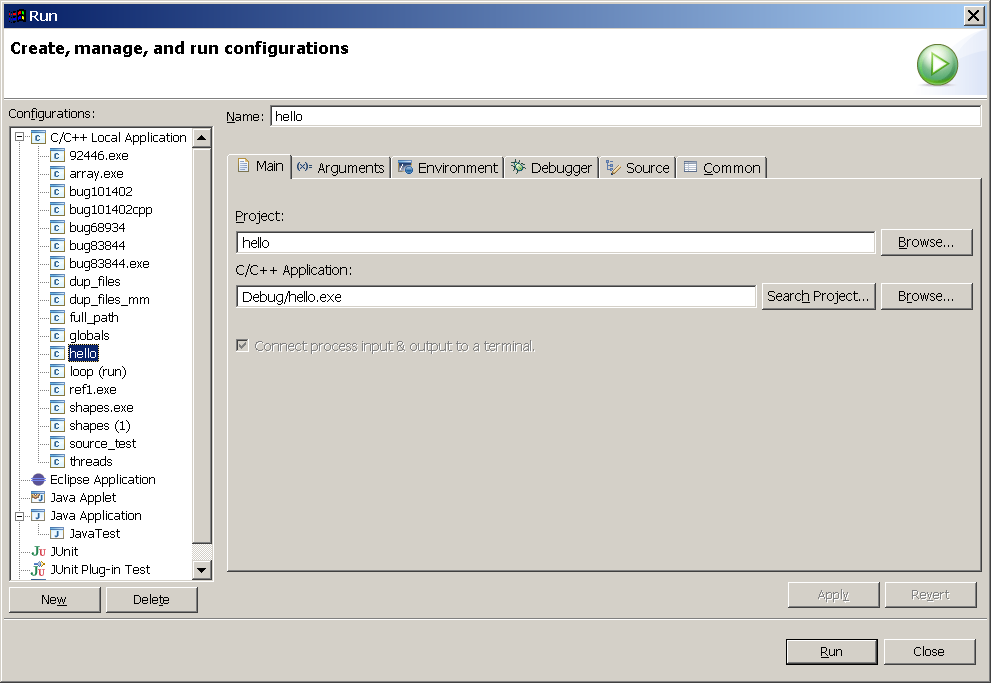 Run
Create, manage, and run configurations
Configurations:
C/C++ Local Application
92446.exe
array.exe
bug101402
bug101402cpp
bug68934
bug83844
bug83844.exe
dup_files
dup_files_mm
full_path
globals
hello
loop (run)
ref1.exe
shapes.exe
shapes (1)
source_test
threads
Eclipse Application
Java Applet
Java Application
JavaTest
JUnit
JUnit Plug-in Test
New Delete
Name: hello
Main Arguments Environment Debugger Source Common
Project:
hello Browse...
C/C++ Application:
Debug/hello.exe Search Project... Browse...
Connect process input & output to a terminal.
Apply Revert
Run Close